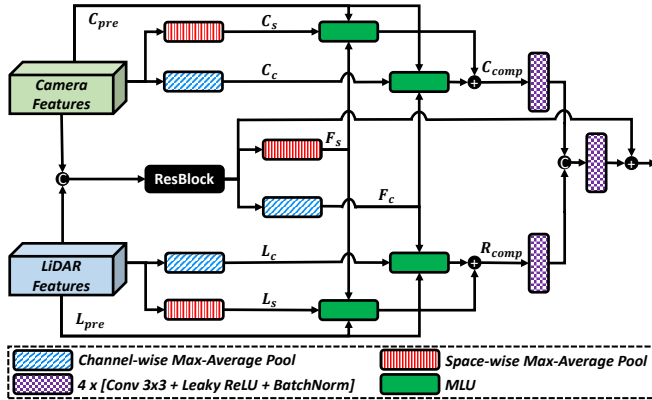 C_pre
C_s
C_c
C_comp
Camera
Features
F_s
C
ResBlock
C
F_c
LiDAR
Features
L_c
R_comp
L_s
L_pre
Channel-wise Max-Average Pool
Space-wise Max-Average Pool
4 x [Conv 3x3 + Leaky ReLU + BatchNorm]
MLU